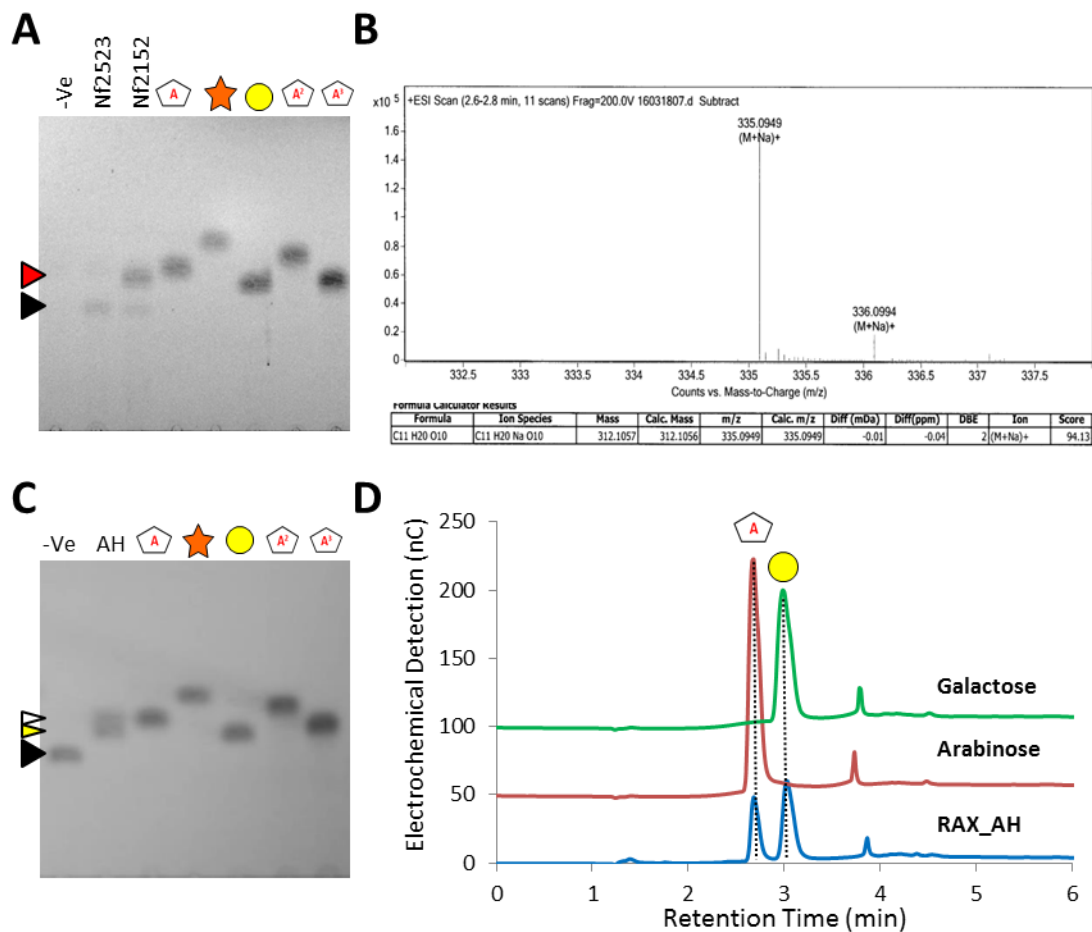 A
-Ve
Nf2523
Nf2152
A
A²
A³
B
+ESI Scan (2.6-2.8 min, 11 scans) Frag=200.0V 16031807.d Subtract
x10 5
335.0949
(M+Na)+
1.6
1.4
1.2
1
0.8
0.6
0.4
0.2
0
336.0994
(M+Na)+
332.5 333 333.5 334 334.5 335 335.5 336 336.5 337 337.5
Counts vs. Mass-to-Charge (m/z)
Formula Calculator Results
Formula Ion Species Mass Calc. Mass m/z Calc. m/z Diff (mDa) Diff(ppm) DBE Ion Score
C11 H20 O10 C11 H20 Na O10 312.1057 312.1056 335.0949 335.0949 -0.01 -0.04 2 (M+Na)+ 94.13
C
-Ve AH A A² A³
D
Electrochemical Detection (nC)
250
200
150
100
50
0
A
Galactose
Arabinose
RAX_AH
0 1 2 3 4 5 6
Retention Time (min)